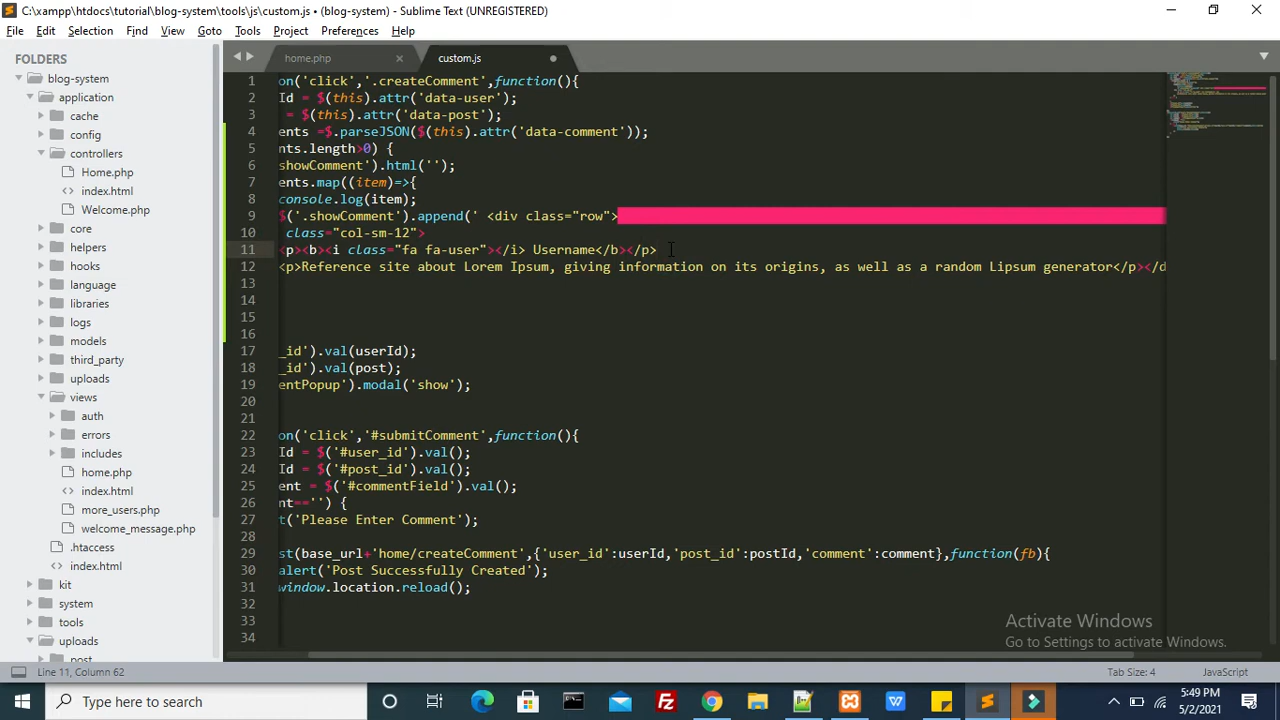 C:\xampp\htdocs\tutorial\blog-system\tools\js\custom.js • (blog-system) - Sublime Text (UNREGISTERED)
File Edit Selection Find View Goto Tools Project Preferences Help
FOLDERS
blog-system
application
cache
config
controllers
Home.php
index.html
Welcome.php
core
helpers
hooks
language
libraries
logs
models
third_party
uploads
views
auth
errors
includes
home.php
index.html
more_users.php
welcome_message.php
.htaccess
index.html
kit
system
tools
uploads
post
home.php
custom.js
1 on('click','.createComment',function(){
2 Id = $(this).attr('data-user');
3 = $(this).attr('data-post');
4 ents =$.parseJSON($(this).attr('data-comment'));
5 nts.length>0) {
6 showComment').html('');
7 ents.map((item)=>{
8 console.log(item);
9 $('.showComment').append(' <div class="row">
10 class="col-sm-12">
11 <p><b><i class="fa fa-user"></i> Username</b></p>
12 <p>Reference site about Lorem Ipsum, giving information on its origins, as well as a random Lipsum generator</p></d
13
14
15
16
17 _id').val(userId);
18 _id').val(post);
19 entPopup').modal('show');
20
21
22 on('click','#submitComment',function(){
23 Id = $('#user_id').val();
24 Id = $('#post_id').val();
25 ent = $('#commentField').val();
26 nt=='') {
27 t('Please Enter Comment');
28
29 st(base_url+'home/createComment',{'user_id':userId,'post_id':postId,'comment':comment},function(fb){
30 alert('Post Successfully Created');
31 window.location.reload();
32
33
34
Activate Windows
Go to Settings to activate Windows.
Line 11, Column 62
Tab Size: 4
JavaScript
Type here to search
5:49 PM
5/2/2021